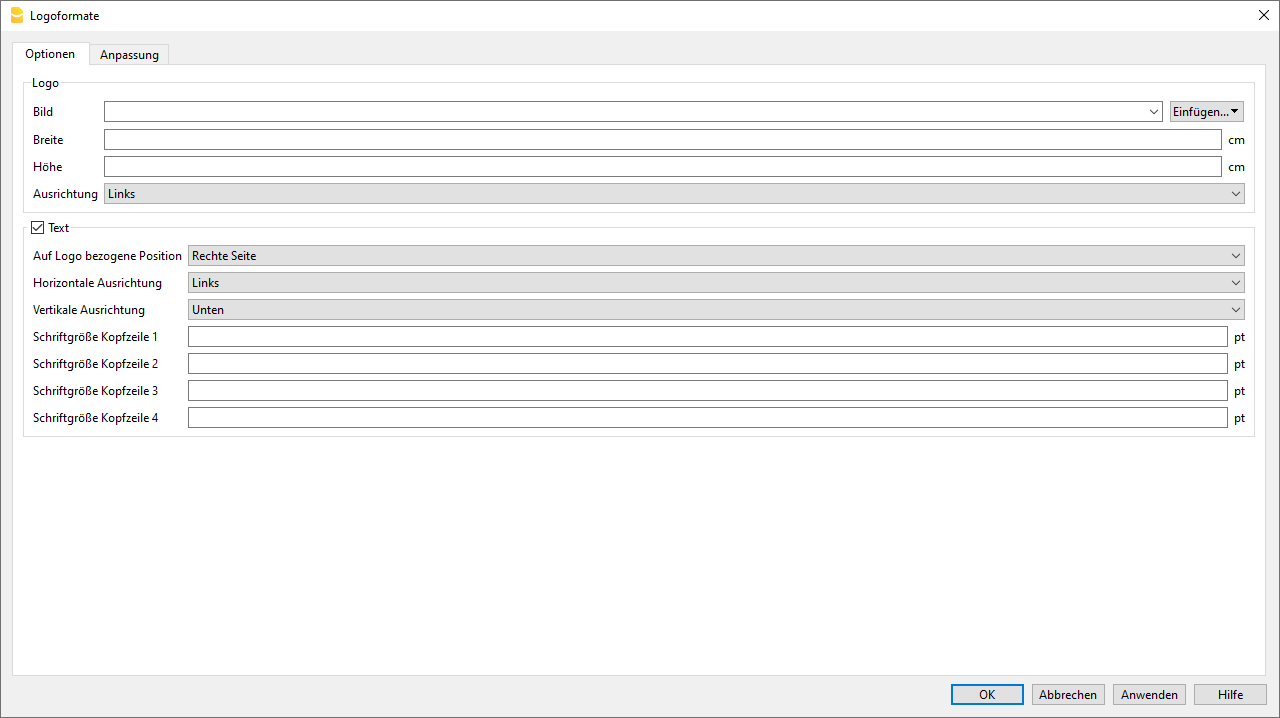 Logoformate
Optionen
Anpassung
Logo
Bild
Einfügen...
Breite
cm
Höhe
cm
Ausrichtung
Links
Text
Auf Logo bezogene Position
Rechte Seite
Horizontale Ausrichtung
Links
Vertikale Ausrichtung
Unten
Schriftgröße Kopfzeile 1
pt
Schriftgröße Kopfzeile 2
pt
Schriftgröße Kopfzeile 3
pt
Schriftgröße Kopfzeile 4
pt
OK
Abbrechen
Anwenden
Hilfe